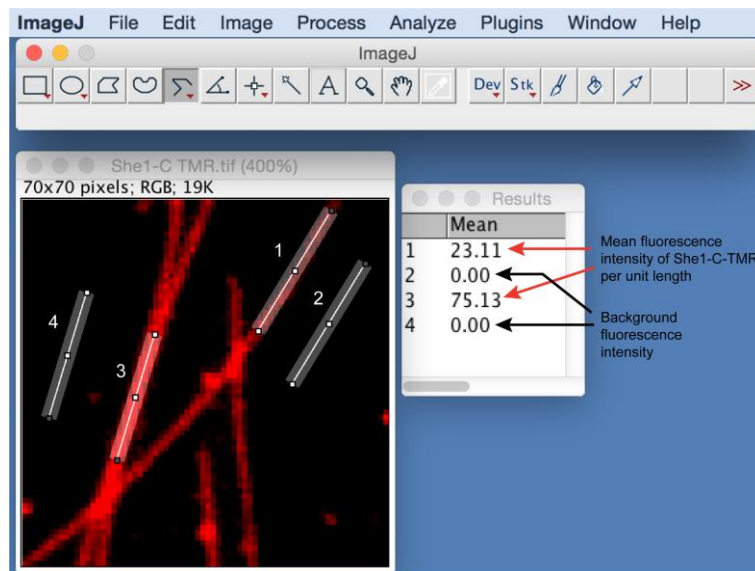 ImageJ File Edit Image Process Analyze Plugins Window Help
ImageJ
A Dev Stk >>
She1-C TMR.tif (400%)
70x70 pixels; RGB; 19K
1
2
3
4
Results
Mean
1 23.11
2 0.00
3 75.13
4 0.00
Mean fluorescence
intensity of She1-C-TMR
per unit length
Background
fluorescence
intensity